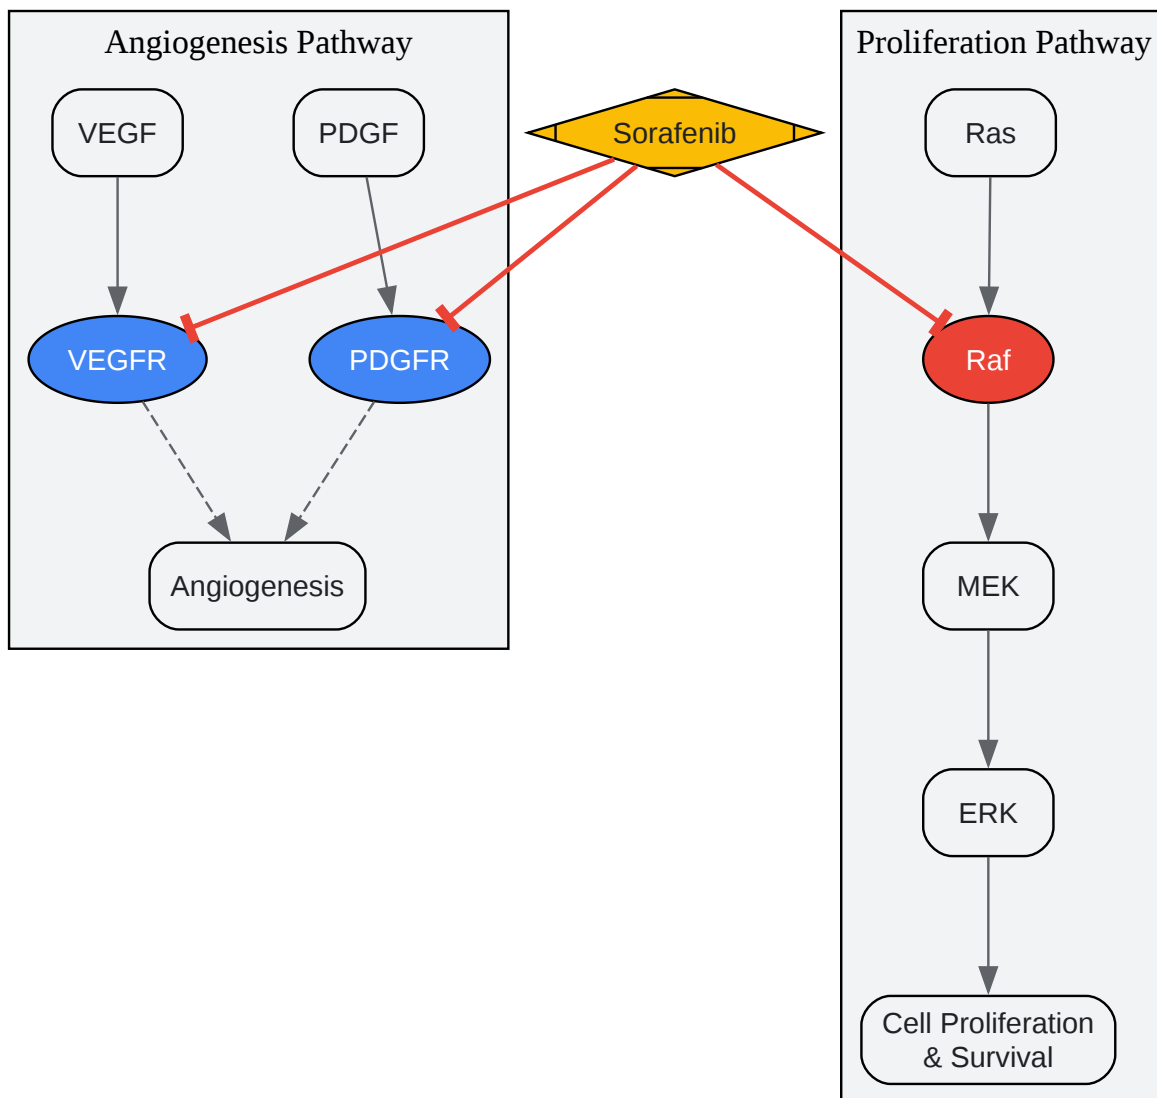 Angiogenesis Pathway
Proliferation Pathway
VEGF
PDGF
Sorafenib
Ras
VEGFR
PDGFR
Raf
Angiogenesis
MEK
ERK
Cell Proliferation
& Survival